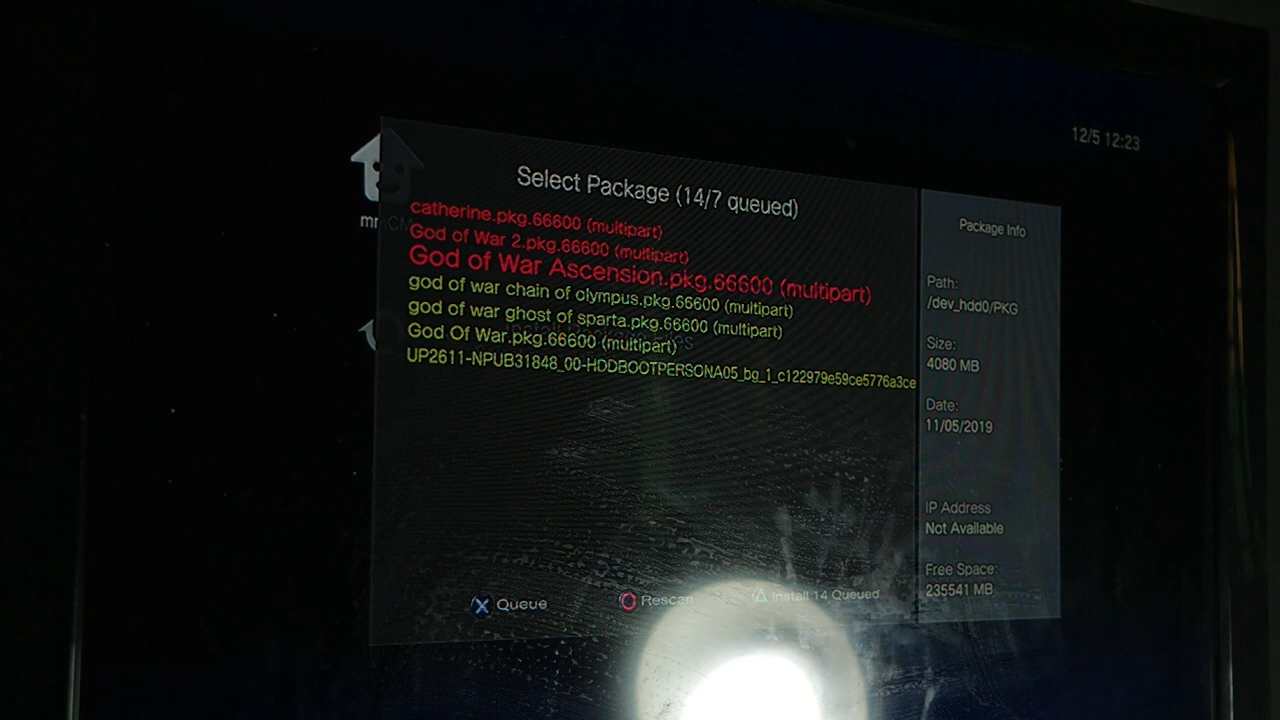 12/5 12:23
Select Package (14/7 queued)
catherine.pkg.66600 (multipart)
God of War 2.pkg.66600 (multipart)
God of War Ascension.pkg.66600 (multipart)
god of war chain of olympus.pkg.66600 (multipart)
god of war ghost of sparta.pkg.66600 (multipart)
God Of War.pkg.66600 (multipart)
UP2611-NPUB31848_00-HDDBOOTPERSONA05_bg_1_c122979e59ce5776a3ce
Queue
Rescan
Install 14 Queued
Package Info
Path:
/dev_hdd0/PKG
Size:
4080 MB
Date:
11/05/2019
IP Address
Not Available
Free Space:
235541 MB